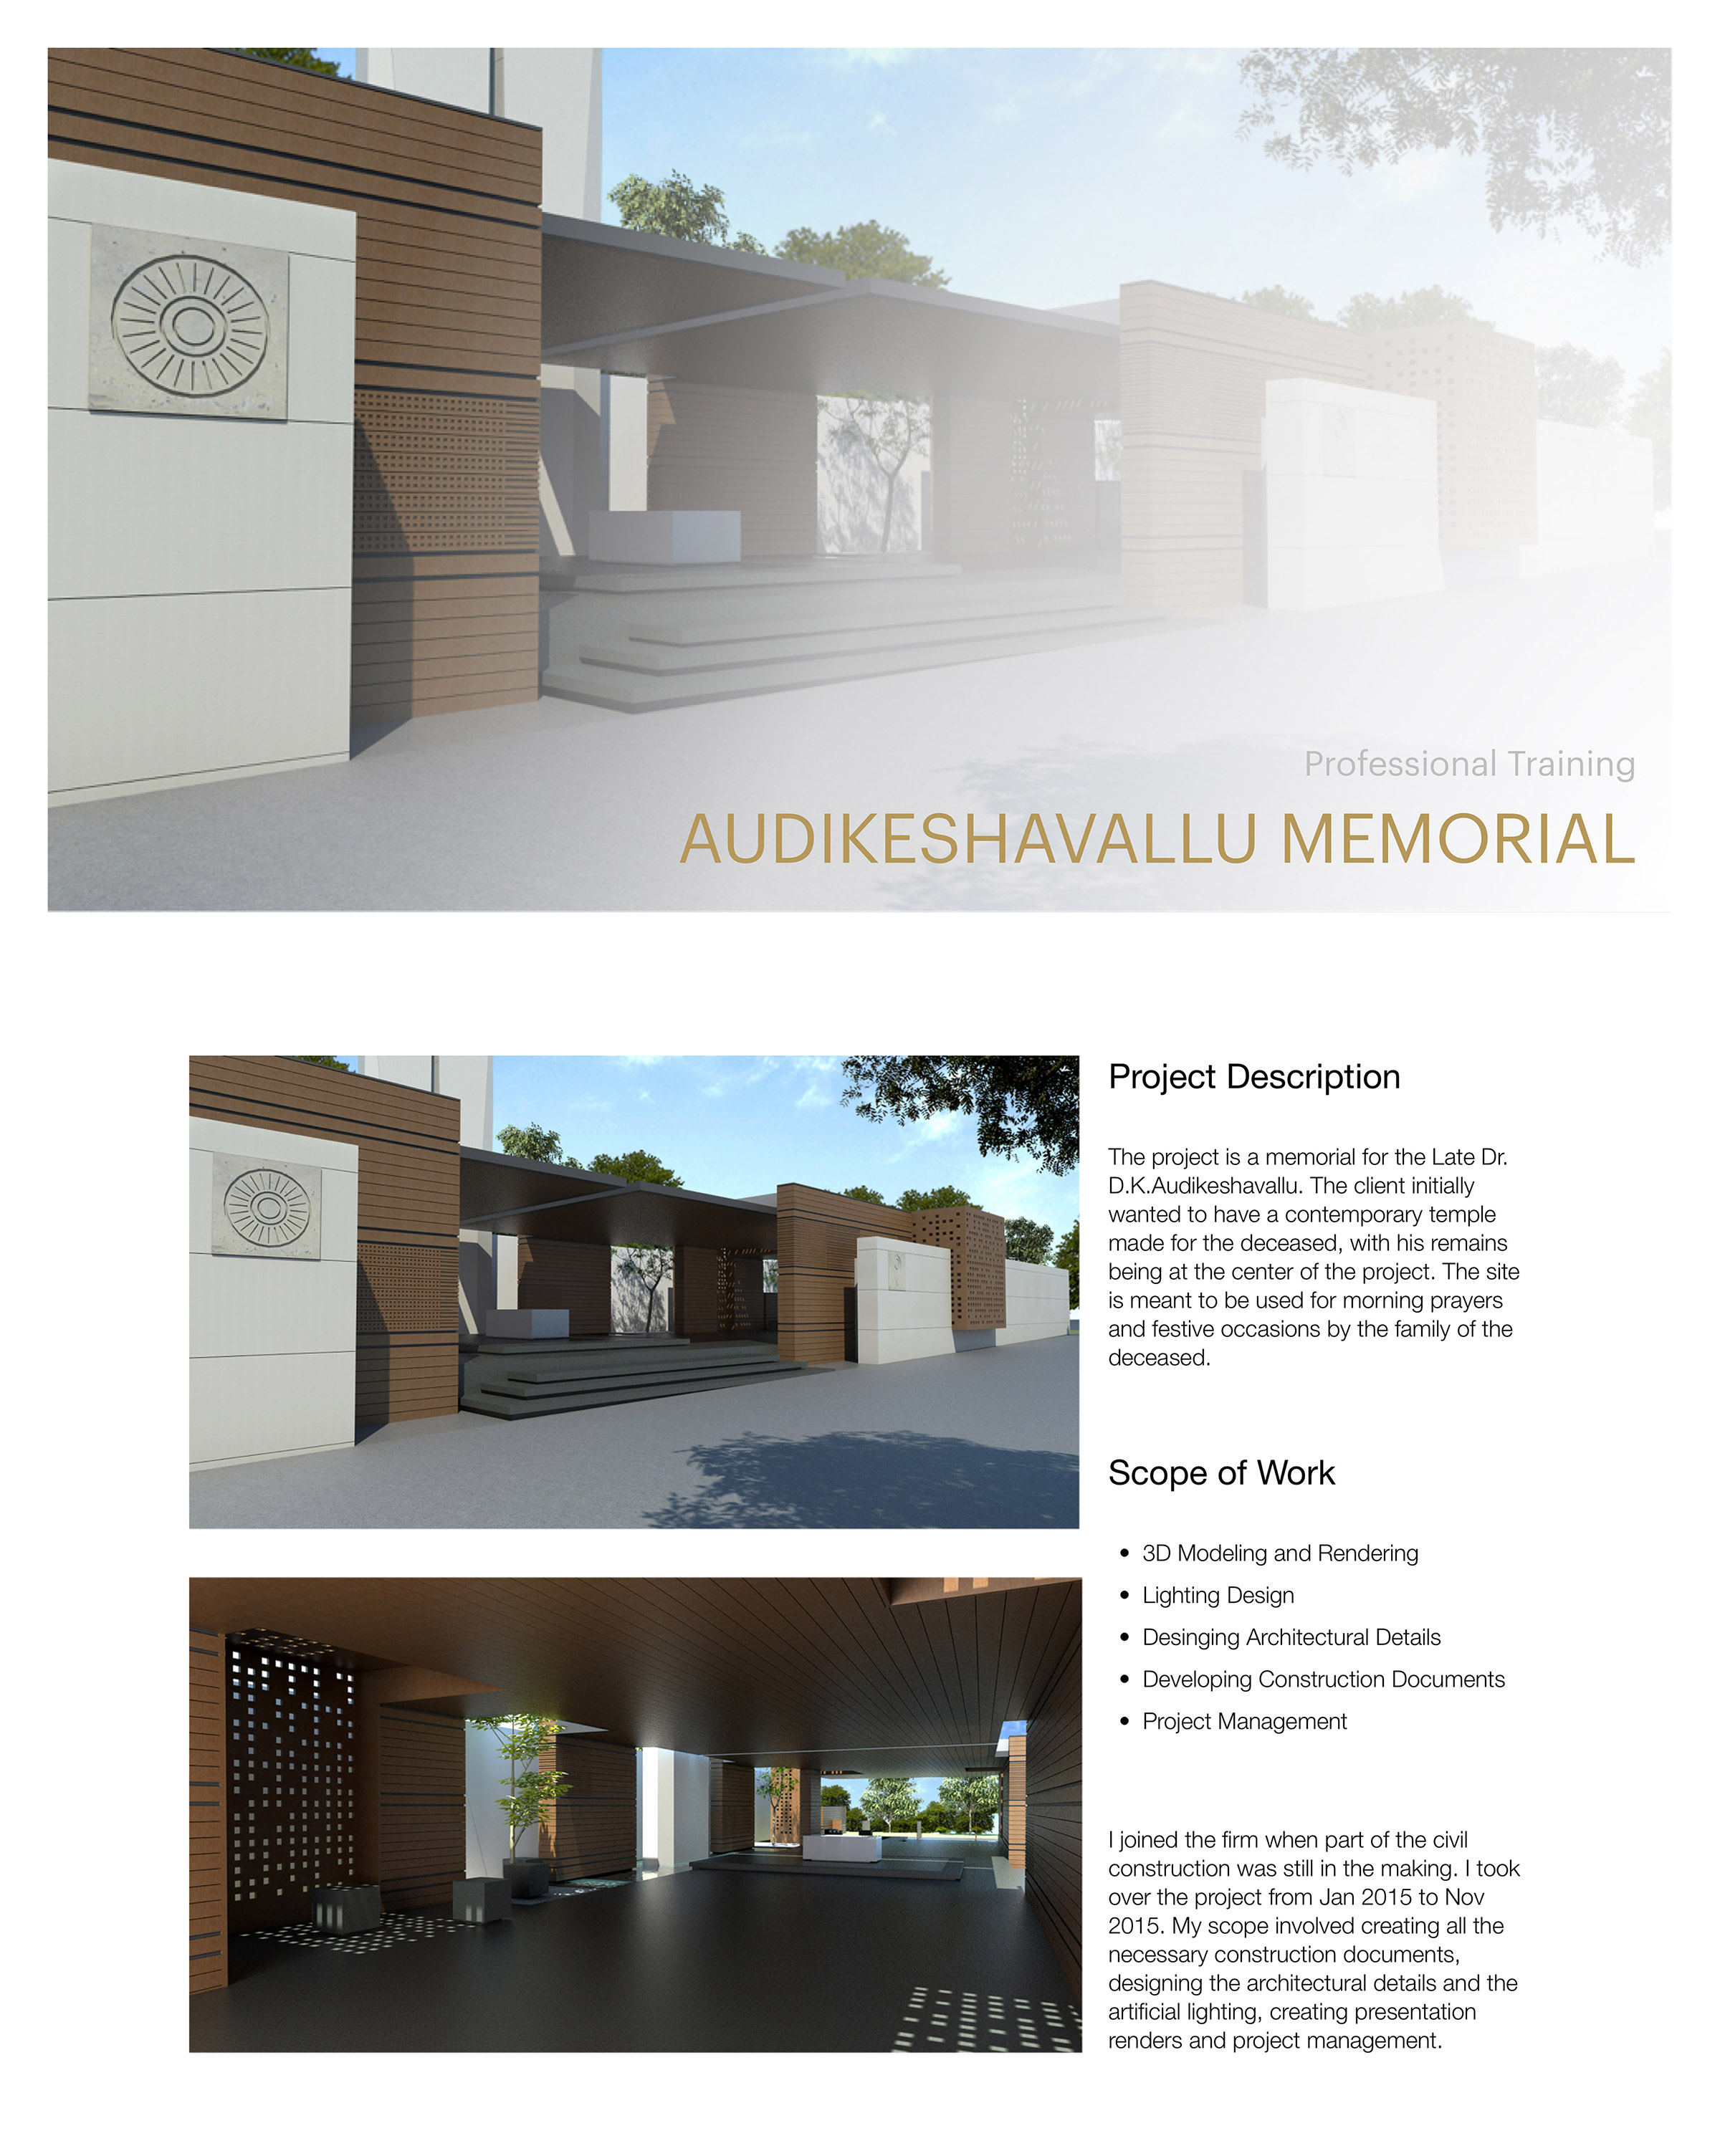 Professional Training
AUDIKESHAVALLU MEMORIAL
Project Description
The project is a memorial for the Late Dr.
D.K.Audikeshavallu. The client initially
wanted to have a contemporary temple
made for the deceased, with his remains
being at the center of the project. The site
is meant to be used for morning prayers
and festive occasions by the family of the
deceased.
Scope of Work
• 3D Modeling and Rendering
• Lighting Design
• Desinging Architectural Details
• Developing Construction Documents
• Project Management
I joined the firm when part of the civil
construction was still in the making. I took
over the project from Jan 2015 to Nov
2015. My scope involved creating all the
necessary construction documents,
designing the architectural details and the
artificial lighting, creating presentation
renders and project management.